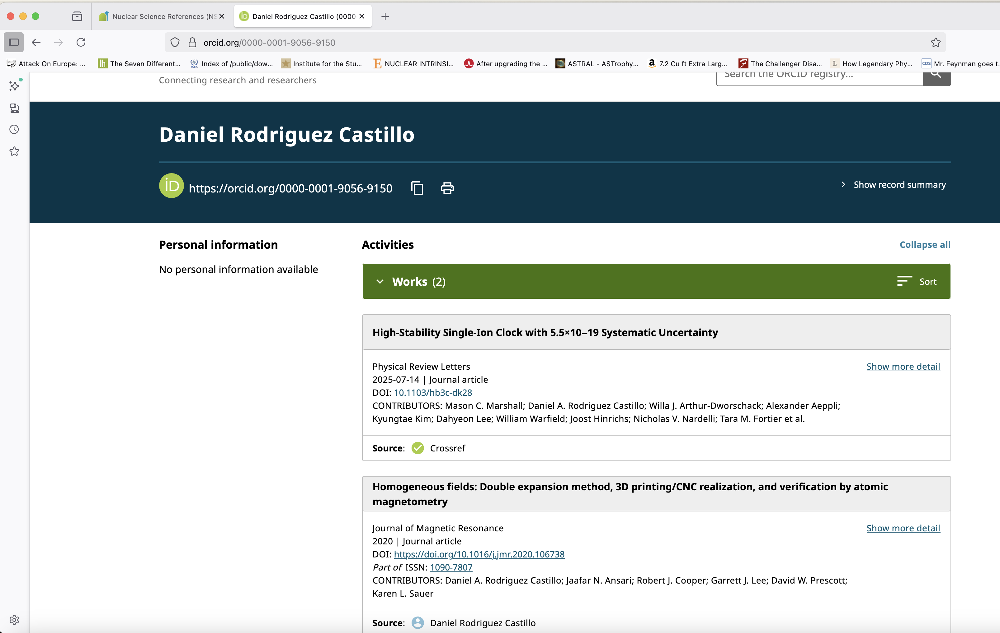 Nuclear Science References (NS
Daniel Rodriguez Castillo (0000
orcid.org/0000-0001-9056-9150
Attack On Europe: ...
The Seven Different...
Index of /public/dow...
Institute for the Stu...
NUCLEAR INTRINSI...
After upgrading the ...
ASTRAL - ASTrophy...
7.2 Cu ft Extra Larg...
The Challenger Disa...
How Legendary Phy...
Mr. Feynman goes t.
Connecting research and researchers
Search the ORCID registry...
Daniel Rodriguez Castillo
iD https://orcid.org/0000-0001-9056-9150
Show record summary
Personal information
No personal information available
Activities
Collapse all
Works (2)
Sort
High-Stability Single-Ion Clock with 5.5×10–19 Systematic Uncertainty
Physical Review Letters
Show more detail
2025-07-14 | Journal article
DOI: 10.1103/hb3c-dk28
CONTRIBUTORS: Mason C. Marshall; Daniel A. Rodriguez Castillo; Willa J. Arthur-Dworschack; Alexander Aeppli;
Kyungtae Kim; Dahyeon Lee; William Warfield; Joost Hinrichs; Nicholas V. Nardelli; Tara M. Fortier et al.
Source: Crossref
Homogeneous fields: Double expansion method, 3D printing/CNC realization, and verification by atomic
magnetometry
Journal of Magnetic Resonance
Show more detail
2020 | Journal article
DOI: https://doi.org/10.1016/j.jmr.2020.106738
Part of ISSN: 1090-7807
CONTRIBUTORS: Daniel A. Rodriguez Castillo; Jaafar N. Ansari; Robert J. Cooper; Garrett J. Lee; David W. Prescott;
Karen L. Sauer
Source: Daniel Rodriguez Castillo